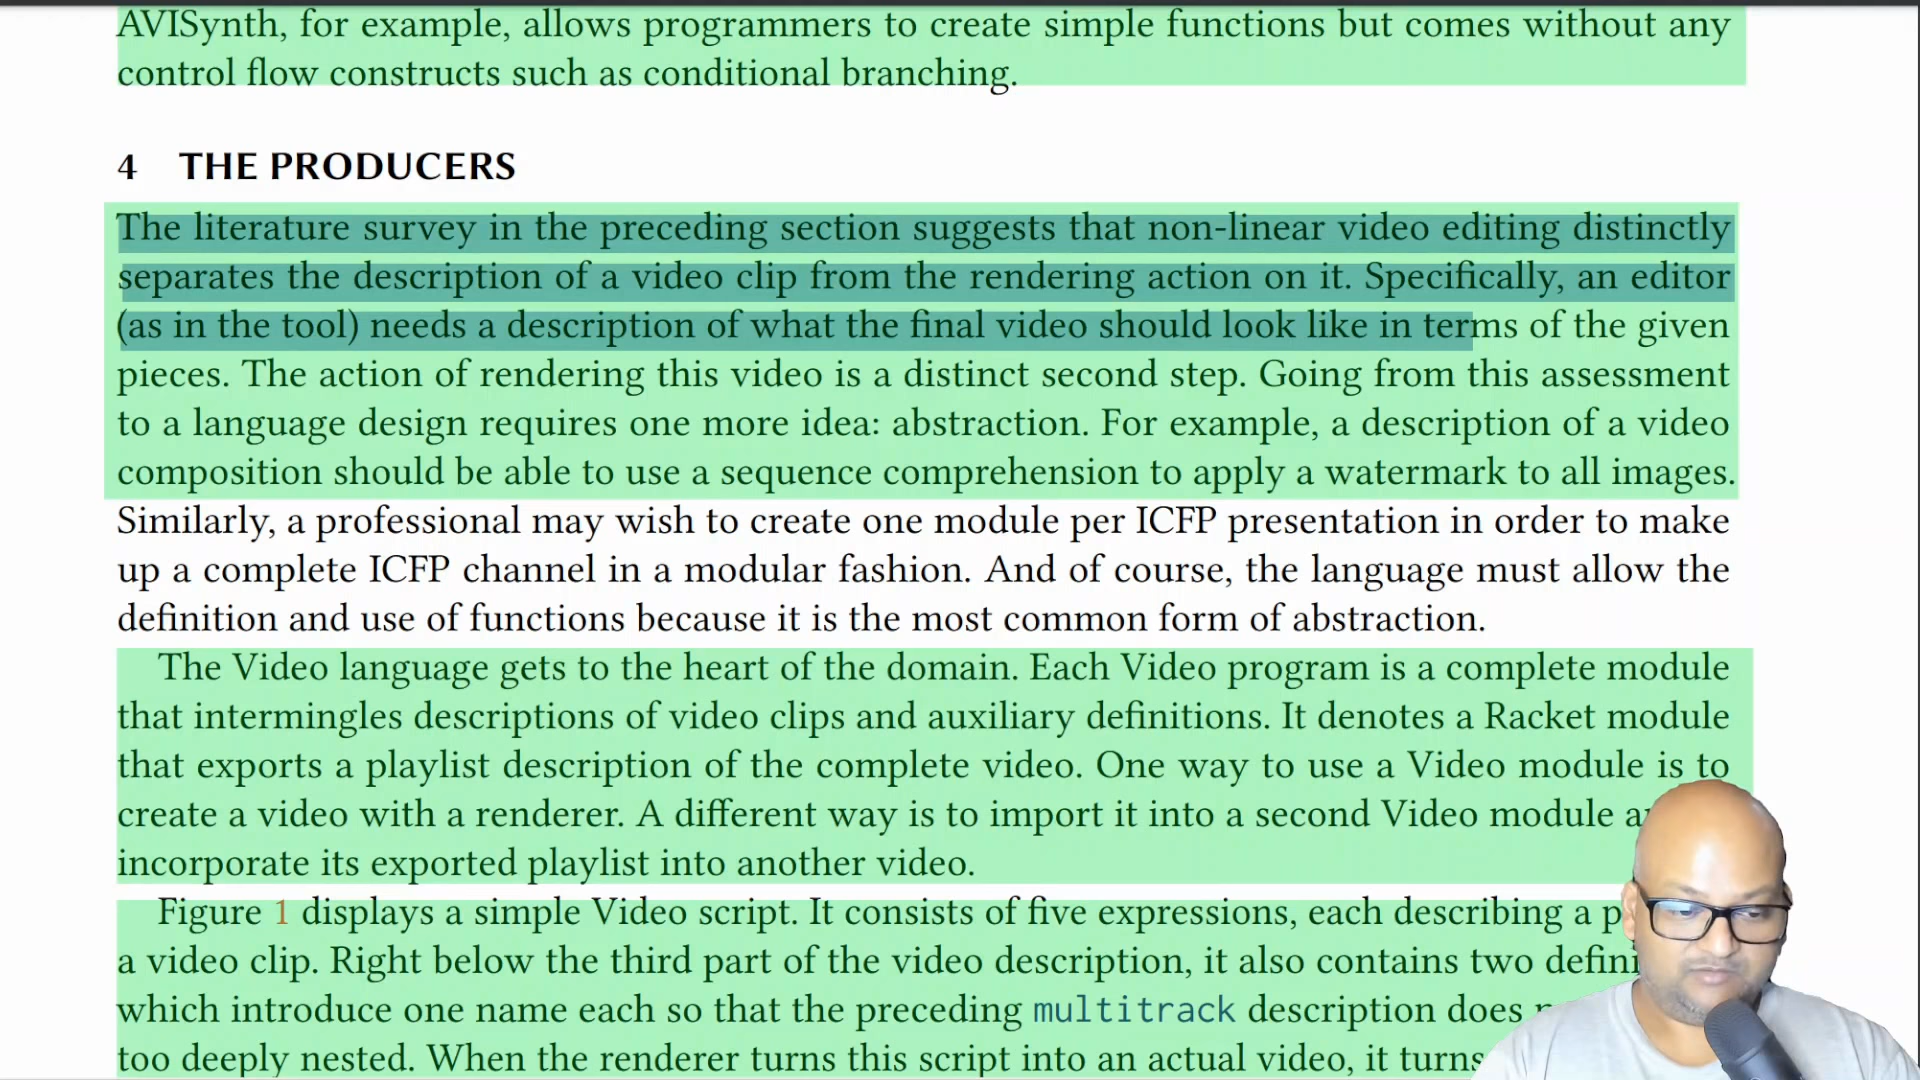 AVISynth, for example, allows programmers to create simple functions but comes without any
control flow constructs such as conditional branching.
4 THE PRODUCERS
The literature survey in the preceding section suggests that non-linear video editing distinctly
separates the description of a video clip from the rendering action on it. Specifically, an editor
(as in the tool) needs a description of what the final video should look like in terms of the given
pieces. The action of rendering this video is a distinct second step. Going from this assessment
to a language design requires one more idea: abstraction. For example, a description of a video
composition should be able to use a sequence comprehension to apply a watermark to all images.
Similarly, a professional may wish to create one module per ICFP presentation in order to make
up a complete ICFP channel in a modular fashion. And of course, the language must allow the
definition and use of functions because it is the most common form of abstraction.
The Video language gets to the heart of the domain. Each Video program is a complete module
that intermingles descriptions of video clips and auxiliary definitions. It denotes a Racket module
that exports a playlist description of the complete video. One way to use a Video module is to
create a video with a renderer. A different way is to import it into a second Video module
incorporate its exported playlist into another video.
Figure 1 displays a simple Video script. It consists of five expressions, each describing a
a video clip. Right below the third part of the video description, it also contains two
which introduce one name each so that the preceding multitrack description does
too deeply nested. When the renderer turns this script into an actual video, it turns